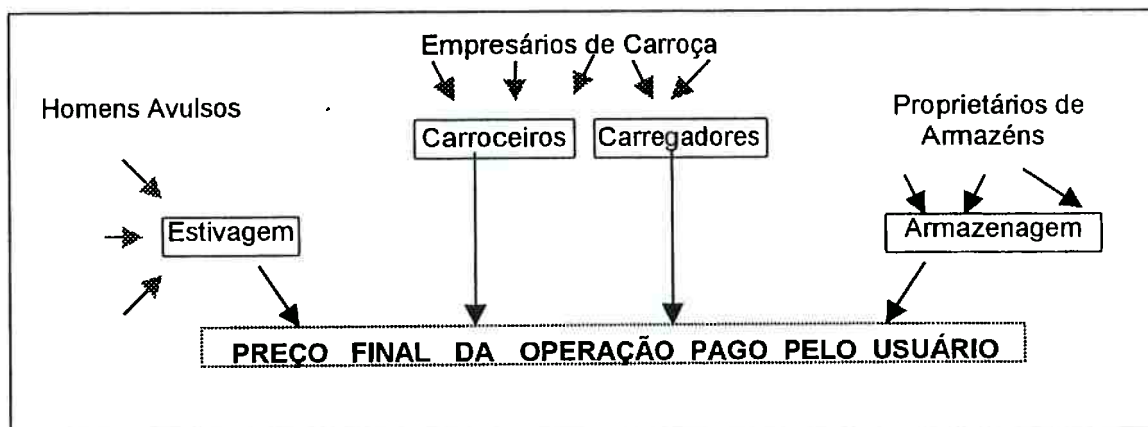 Empresários de Carroça
Homens Avulsos
Proprietários de
Armazéns
Carroceiros
Carregadores
Estivagem
Armazenagem
PREÇO FINAL DA OPERAÇÃO PAGO PELO USUÁRIO